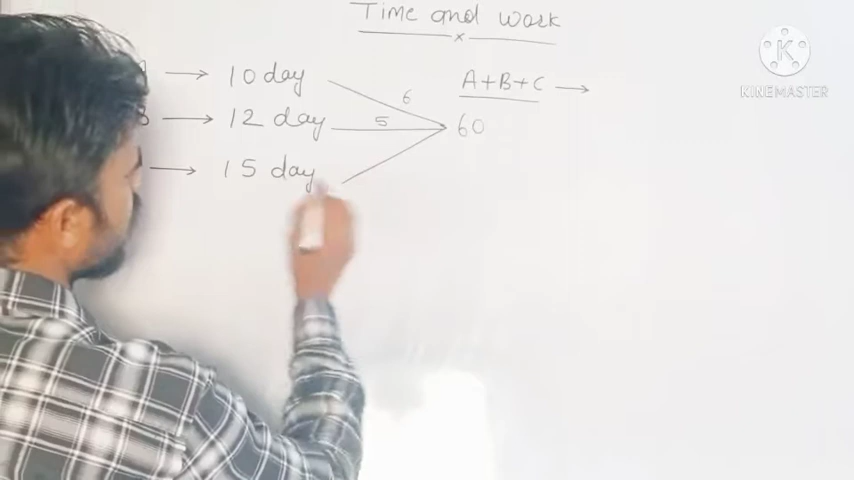 Time and work
→ 10 day
6
A+B+C →
B → 12 day
5
60
→ 15 day
K
KINEMASTER